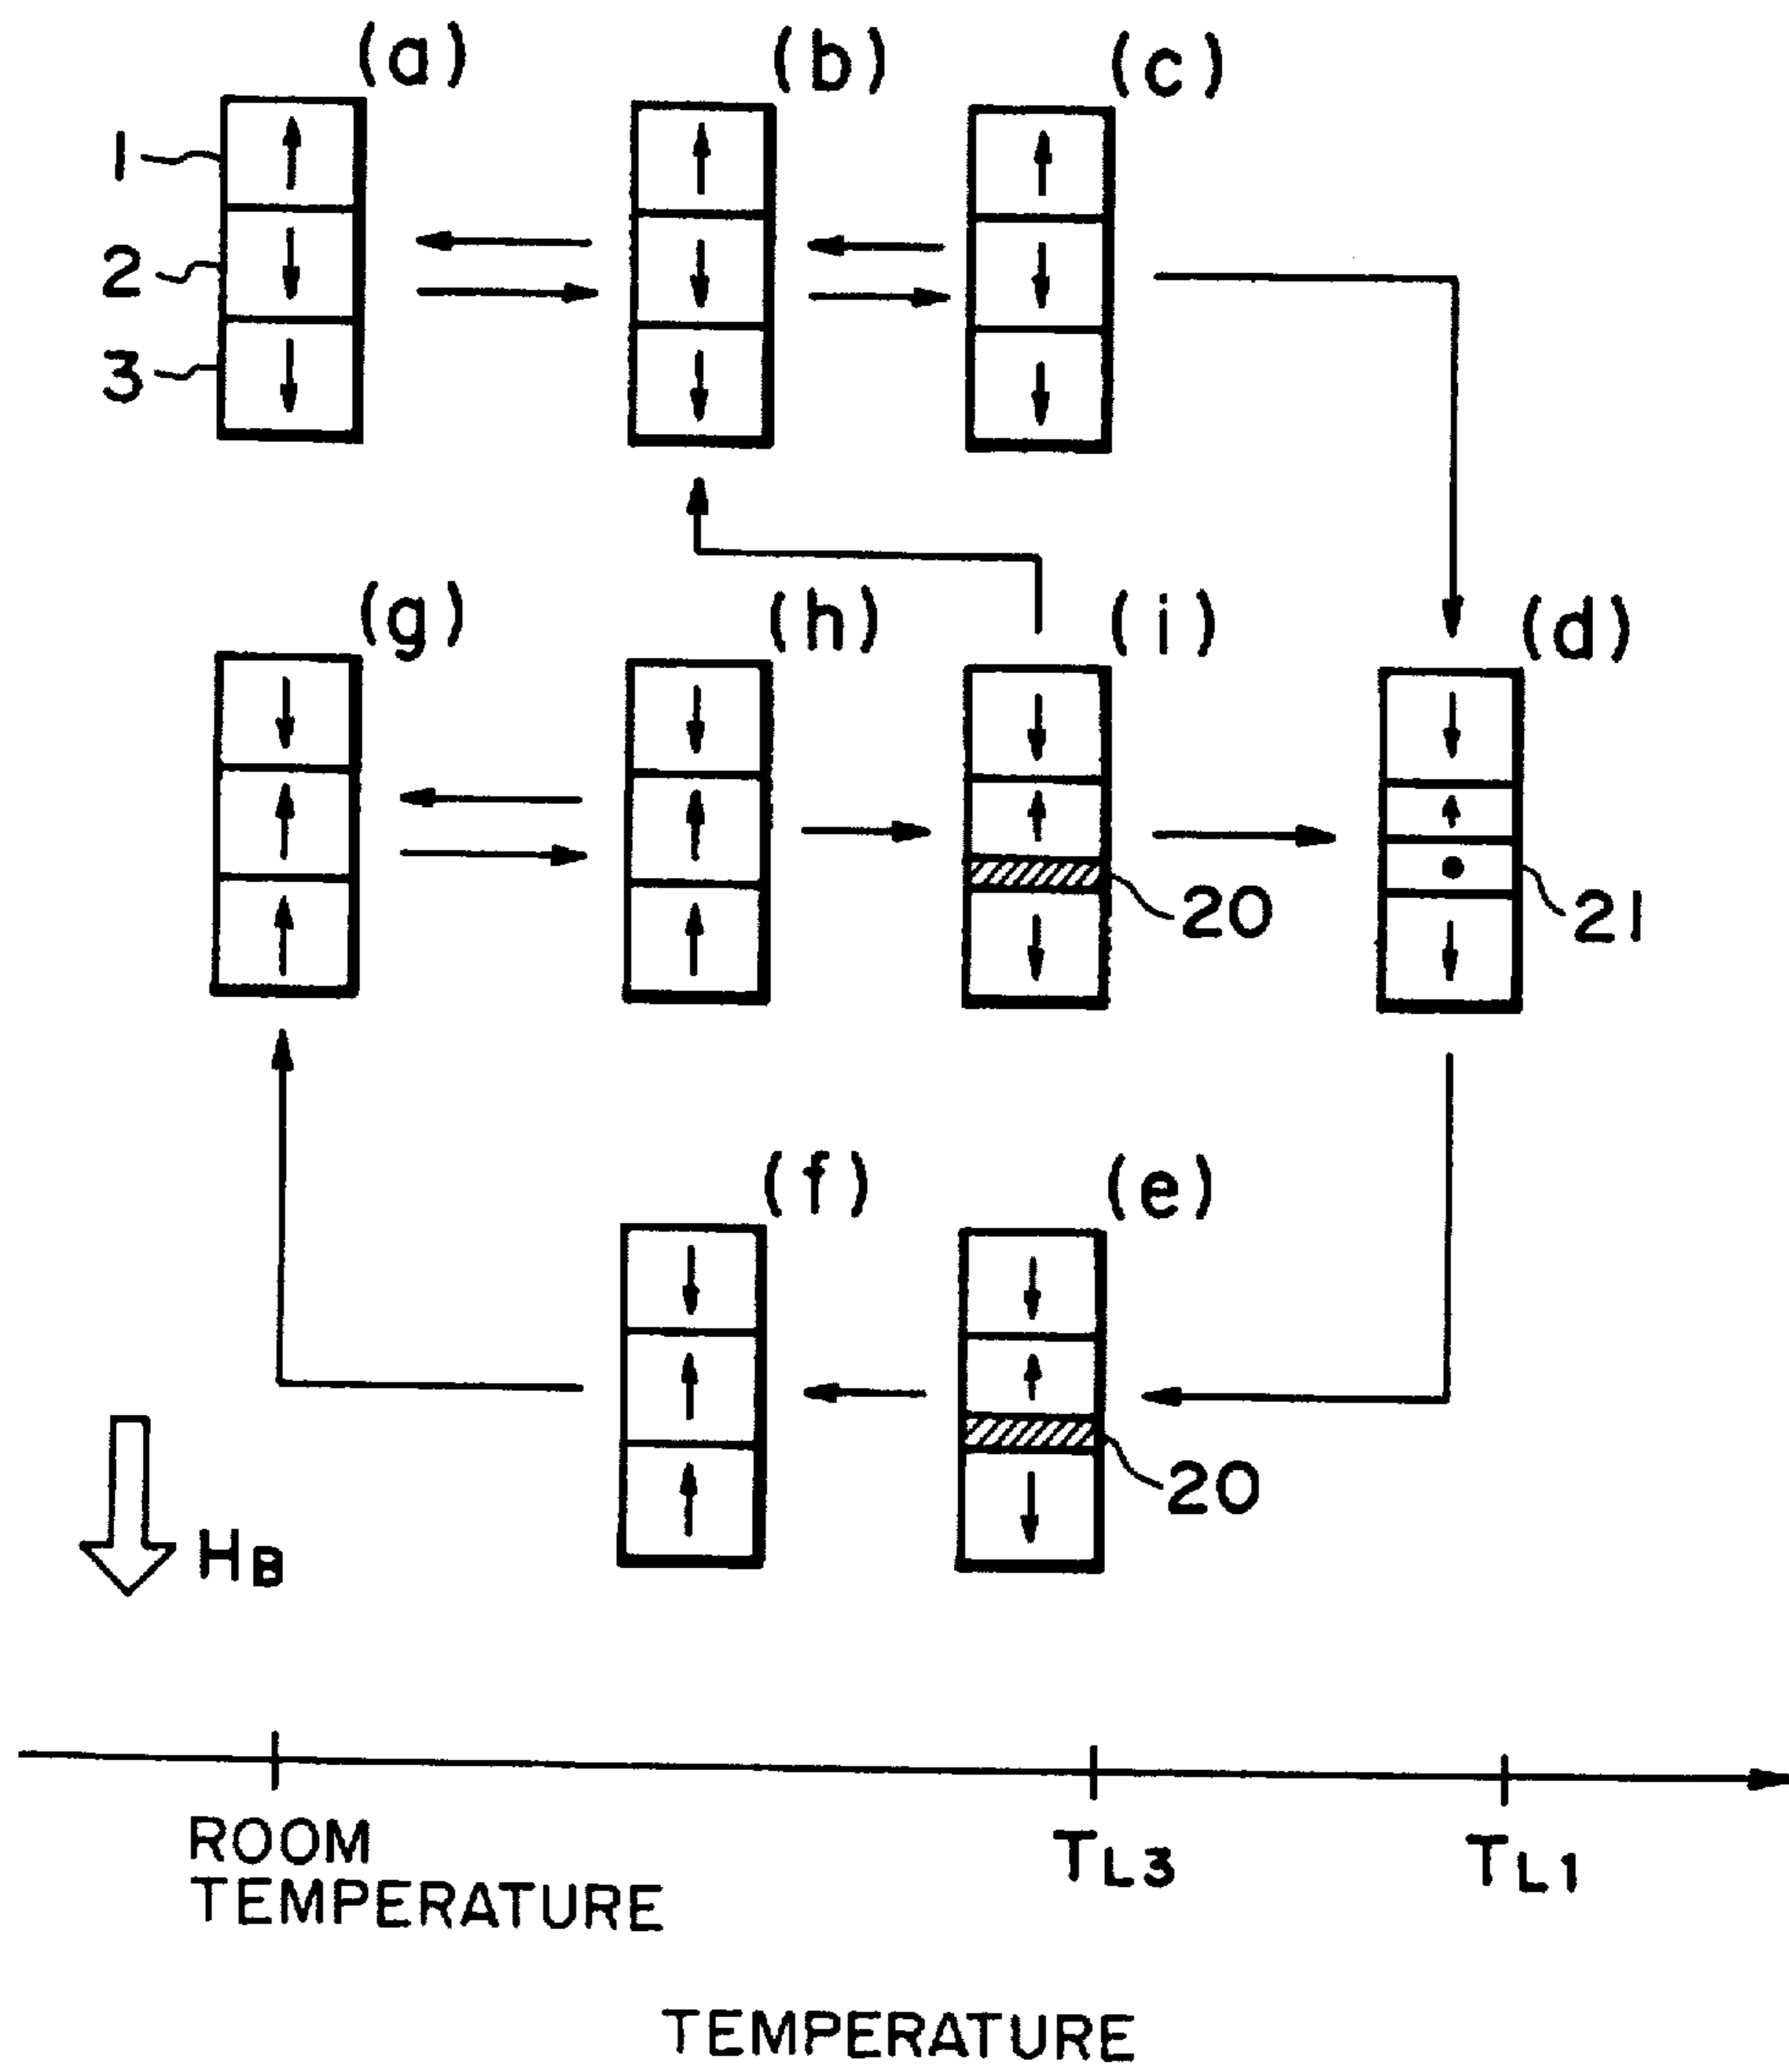 (a) (b) (c)
1
2
3
(g) (h) (i) (d)
20 21
(f) (e)
20
HB
ROOM
TEMPERATURE
TL3 TL1
TEMPERATURE